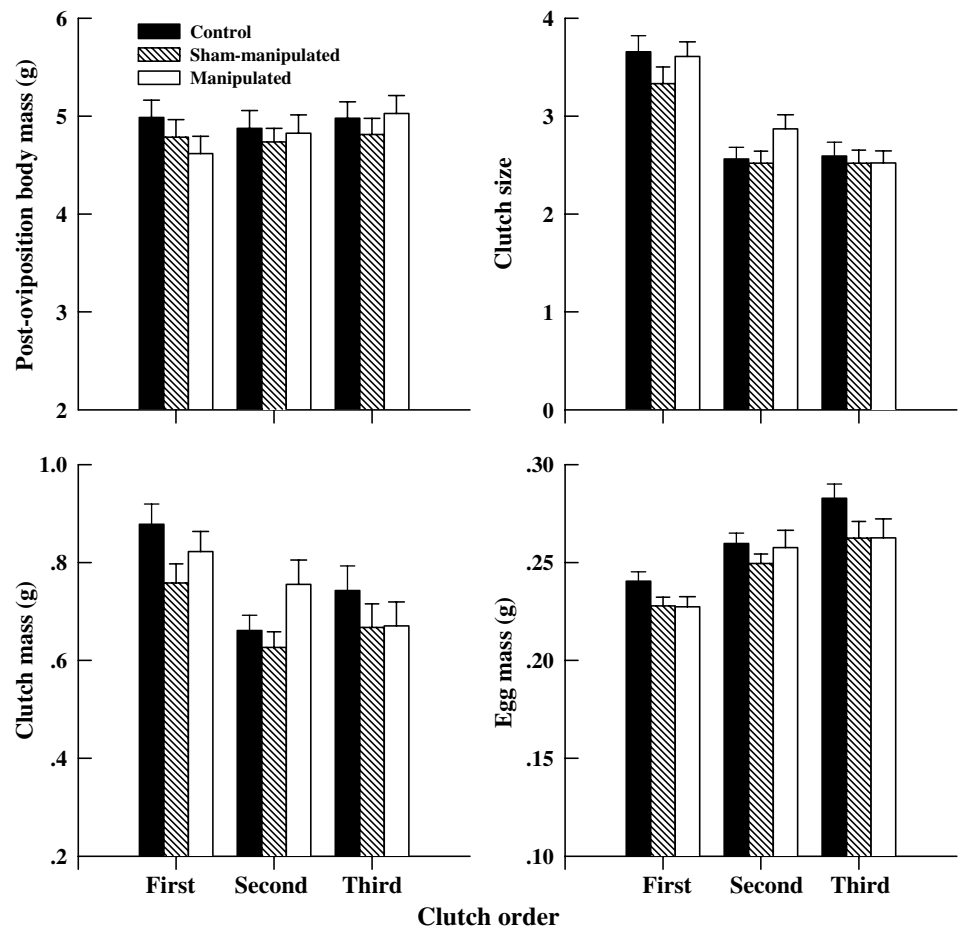 Post-oviposition body mass (g)
6
5
4
3
2
Control
Sham-manipulated
Manipulated
Clutch size
4
3
2
1
0
Clutch mass (g)
1.0
.8
.6
.4
.2
First
Second
Third
Egg mass (g)
.30
.25
.20
.15
.10
First
Second
Third
Clutch order